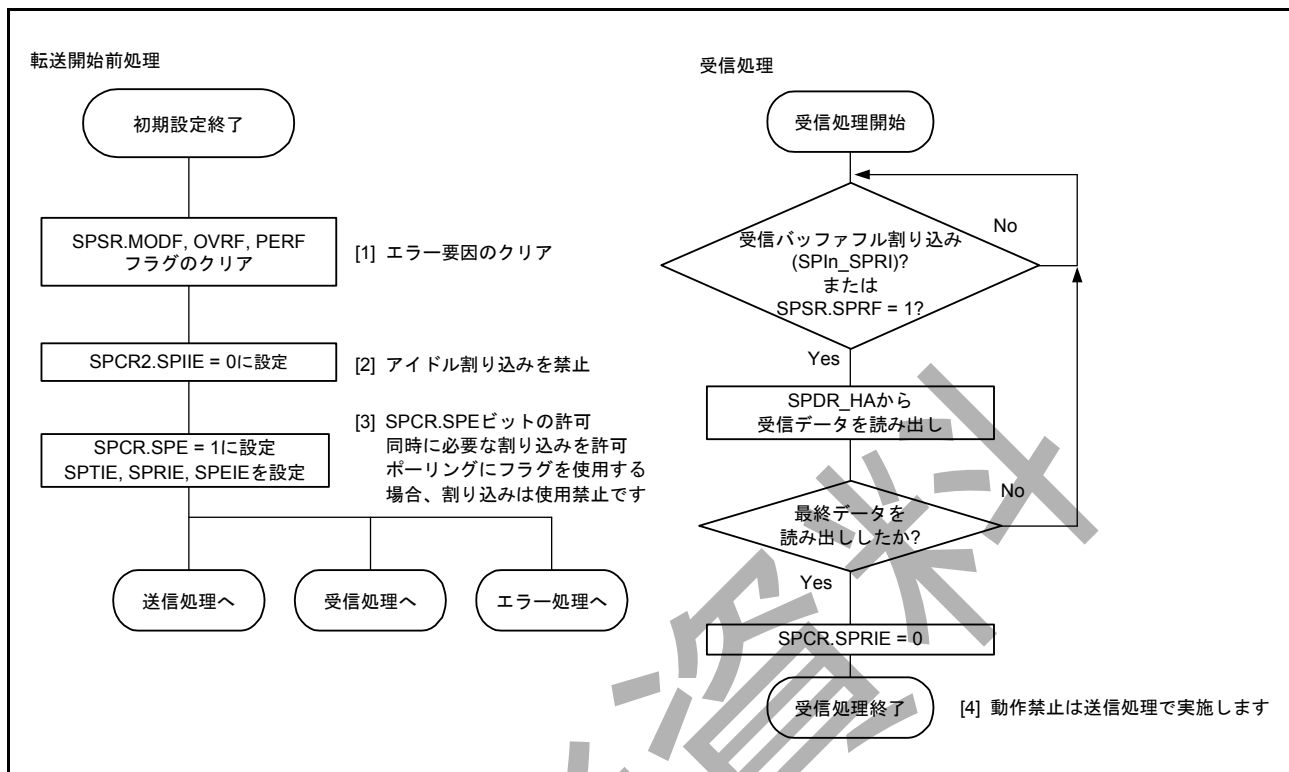 転送開始前処理
初期設定終了
SPSR.MODF, OVRF, PERF
フラグのクリア
[1] エラー要因のクリア
SPCR2.SPIIE = 0に設定
[2] アイドル割り込みを禁止
SPCR.SPE = 1に設定
SPTIE, SPRIE, SPEIEを設定
[3] SPCR.SPEビットの許可
同時に必要な割り込みを許可
ポーリングにフラグを使用する
場合、割り込みは使用禁止です
送信処理へ
受信処理へ
エラー処理へ
受信処理
受信処理開始
受信バッファフル割り込み
(SPIn_SPRI)?
または
SPSR.SPRF = 1?
No
Yes
SPDR_HAから
受信データを読み出し
最終データを
読み出ししたか?
No
Yes
SPCR.SPRIE = 0
受信処理終了
[4] 動作禁止は送信処理で実施します
資料